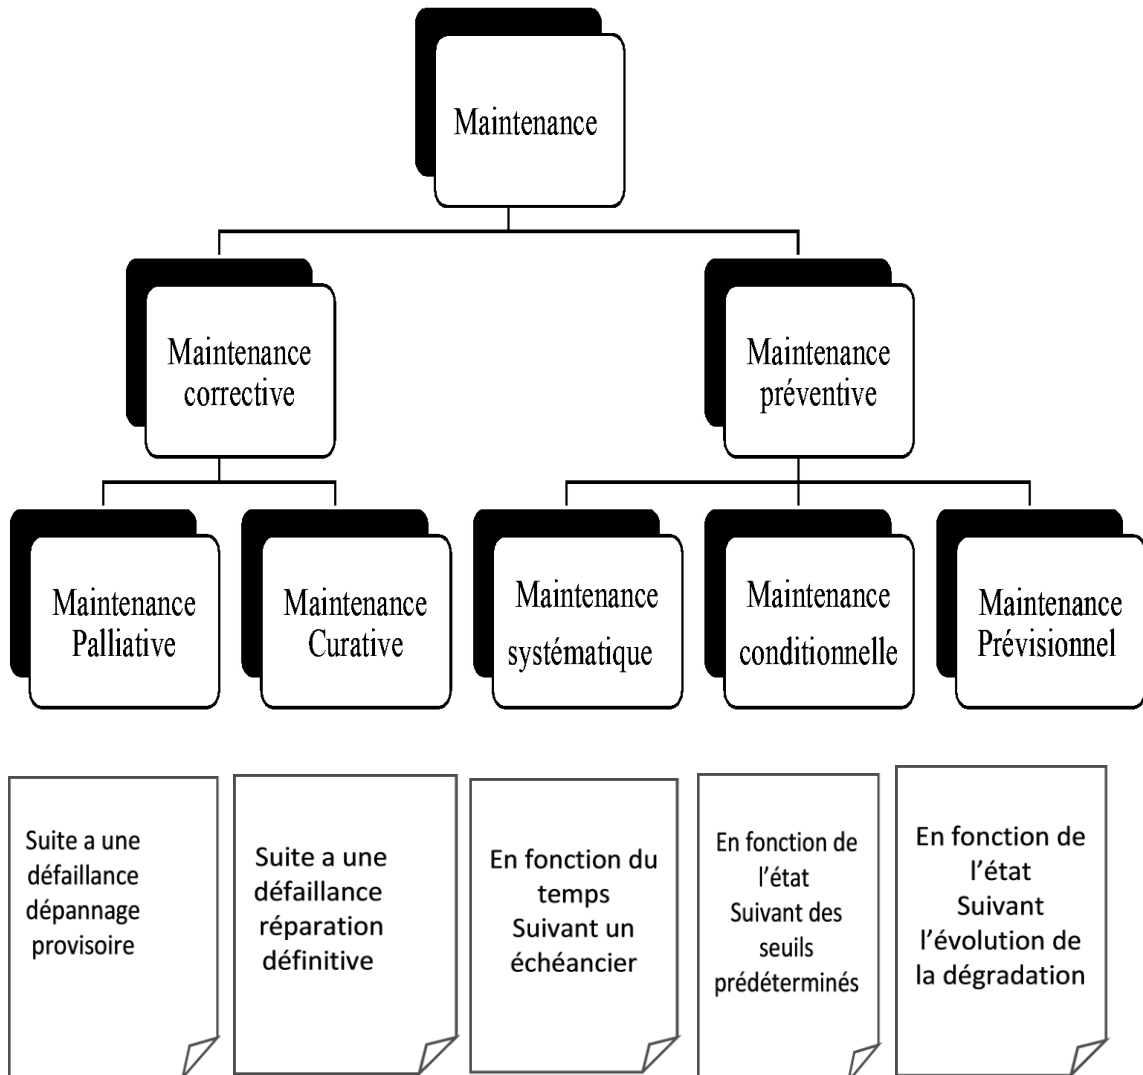 Maintenance
Maintenance
corrective
Maintenance
préventive
Maintenance
Palliative
Maintenance
Curative
Maintenance
systématique
Maintenance
conditionnelle
Maintenance
Prévisionnel
Suite a une
défaillance
dépannage
provisoire
Suite a une
défaillance
réparation
définitive
En fonction du
temps
Suivant un
échéancier
En fonction de
l’état
Suivant des
seuils
prédéterminés
En fonction de
l’état
Suivant
l’évolution de
la dégradation